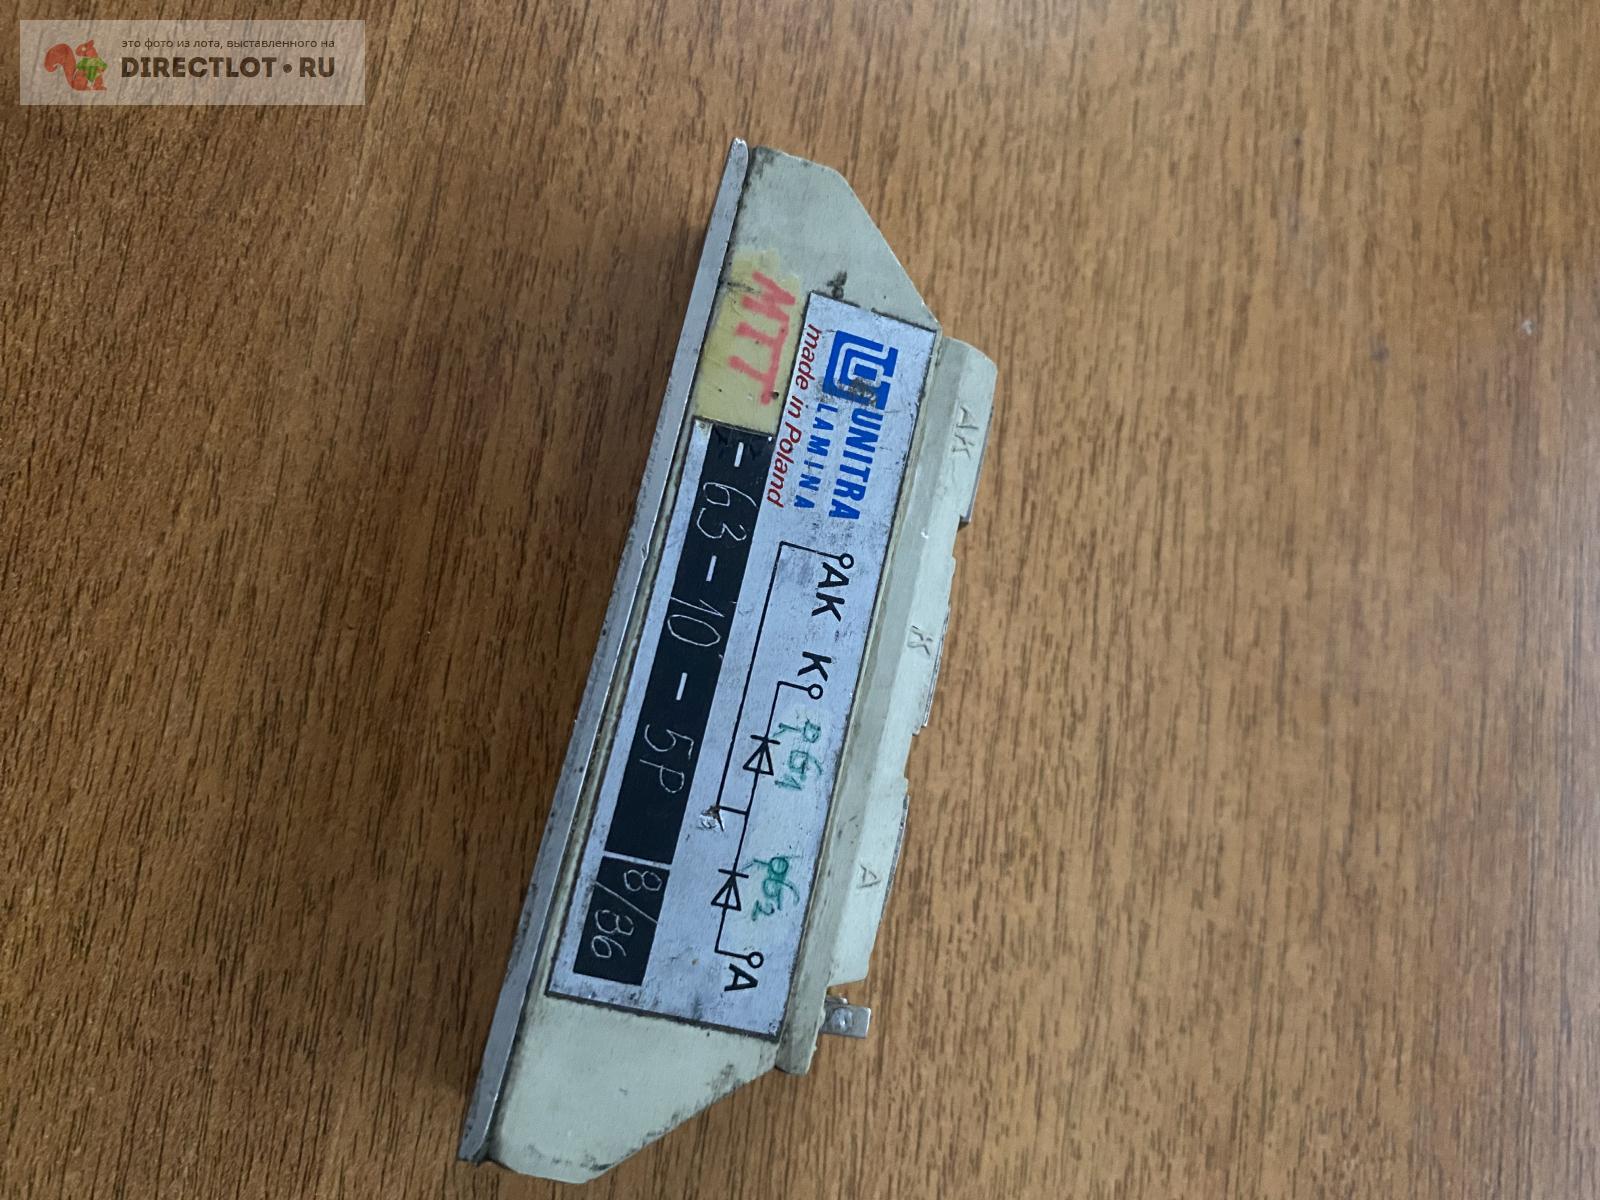 это фото из лота, выставленного на
DIRECTLOT.RU
UNITRA
LAMINA
made in Poland
AK K A
MTT
-63-10-5P
8/86
AK
K
A